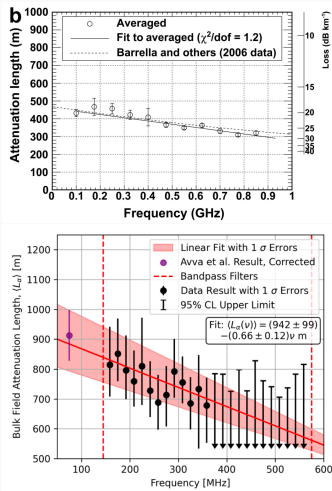 b
Averaged
Fit to averaged (χ²/dof = 1.2)
Barrella and others (2006 data)
Attenuation length (m)
1000
900
800
700
600
500
400
300
200
100
0
0
0.1
0.2
0.3
0.4
0.5
0.6
0.7
0.8
0.9
1
Frequency (GHz)
Loss (dB km⁻¹)
10
15
20
25
30
35
40
Linear Fit with 1 σ Errors
Avva et al. Result, Corrected
Bandpass Filters
Data Result with 1 σ Errors
95% CL Upper Limit
Fit: ⟨Lα(ν)⟩ = (942 ± 99)
−(0.66 ± 0.12)ν m
Bulk Field Attenuation Length, ⟨Lα⟩ [m]
1200
1100
1000
900
800
700
600
500
100
200
300
400
500
600
Frequency [MHz]